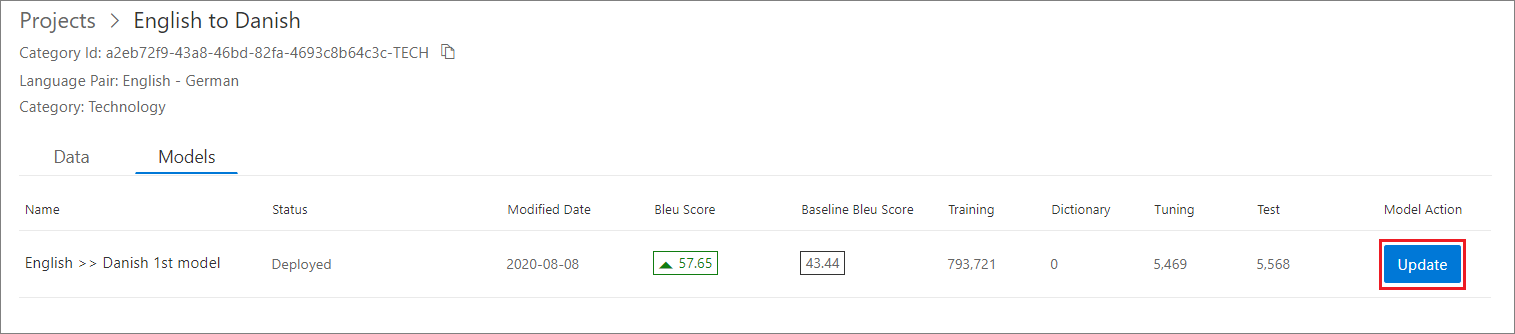 Projects > English to Danish
Category Id: a2eb72f9-43a8-46bd-82fa-4693c8b64c3c-TECH
Language Pair: English - German
Category: Technology
Data Models
Name Status Modified Date Bleu Score Baseline Bleu Score Training Dictionary Tuning Test Model Action
English >> Danish 1st model Deployed 2020-08-08 57.65 43.44 793,721 0 5,469 5,568 Update